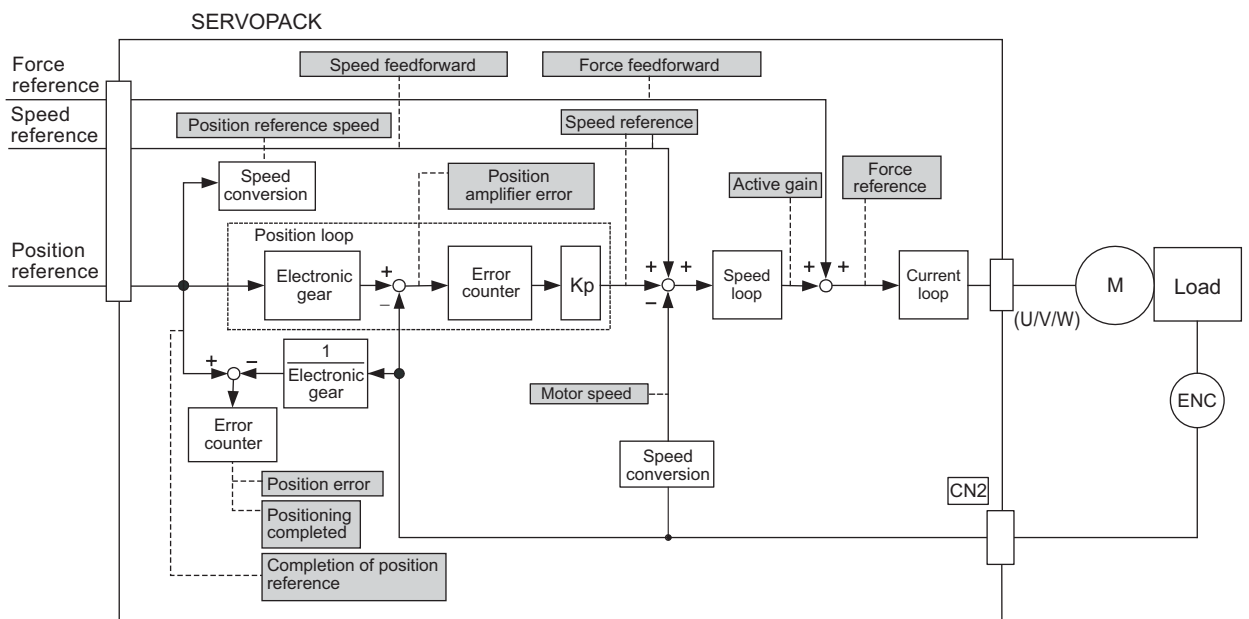 SERVOPACK
Force
reference
Speed
reference
Position
reference
Speed feedforward
Force feedforward
Position reference speed
Speed reference
Speed
conversion
Position
amplifier error
Active gain
Force
reference
Position loop
Electronic
gear
+
−
Error
counter
Kp
+
+
−
Speed
loop
+
+
Current
loop
(U/V/W)
M
Load
+
−
1
Electronic
gear
Error
counter
Motor speed
ENC
Speed
conversion
Position error
CN2
Positioning
completed
Completion of position
reference